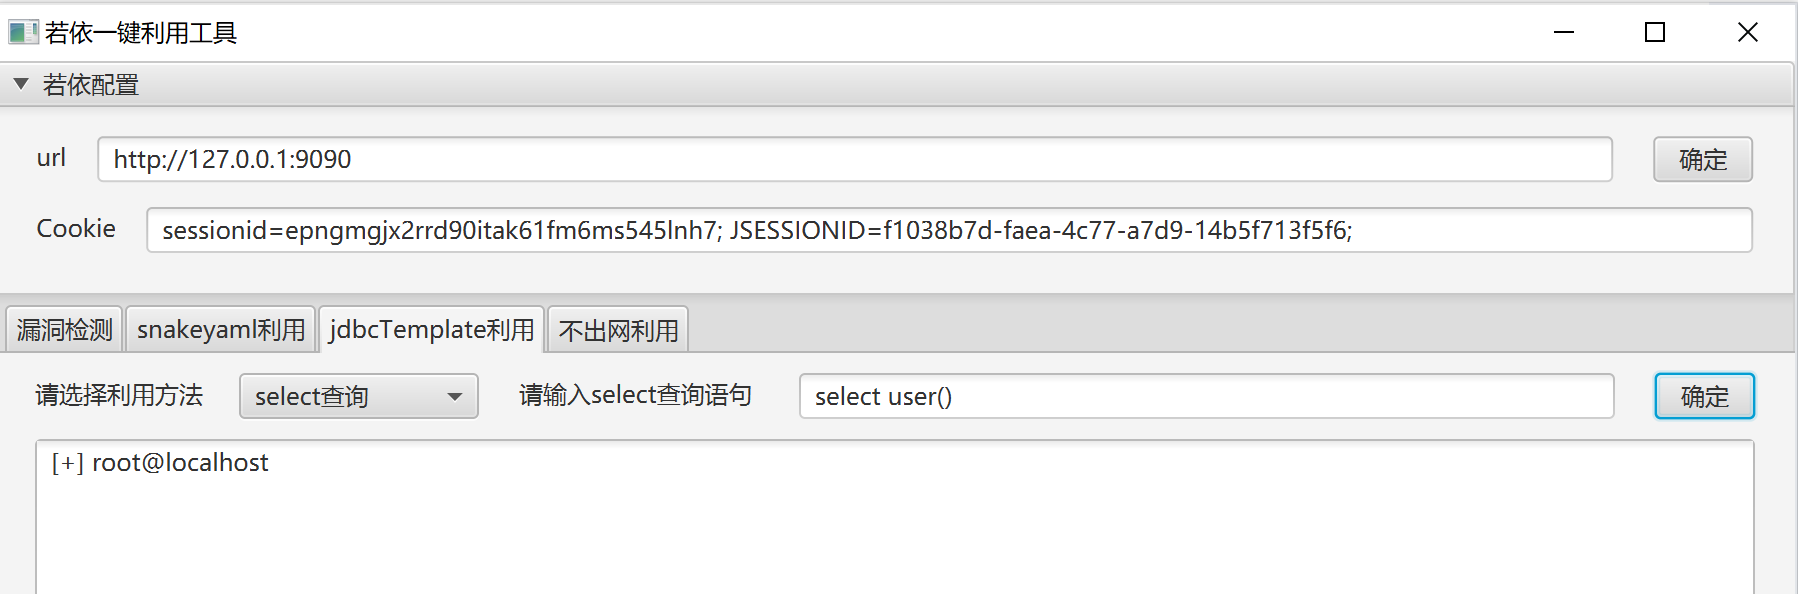 若依一键利用工具
若依配置
url http://127.0.0.1:9090 确定
Cookie sessionid=epngmgjx2rrd90itak61fm6ms545lnh7; JSESSIONID=f1038b7d-faea-4c77-a7d9-14b5f713f5f6;
漏洞检测 snakeyaml利用 jdbcTemplate利用 不出网利用
请选择利用方法 select查询 请输入select查询语句 select user() 确定
[+] root@localhost